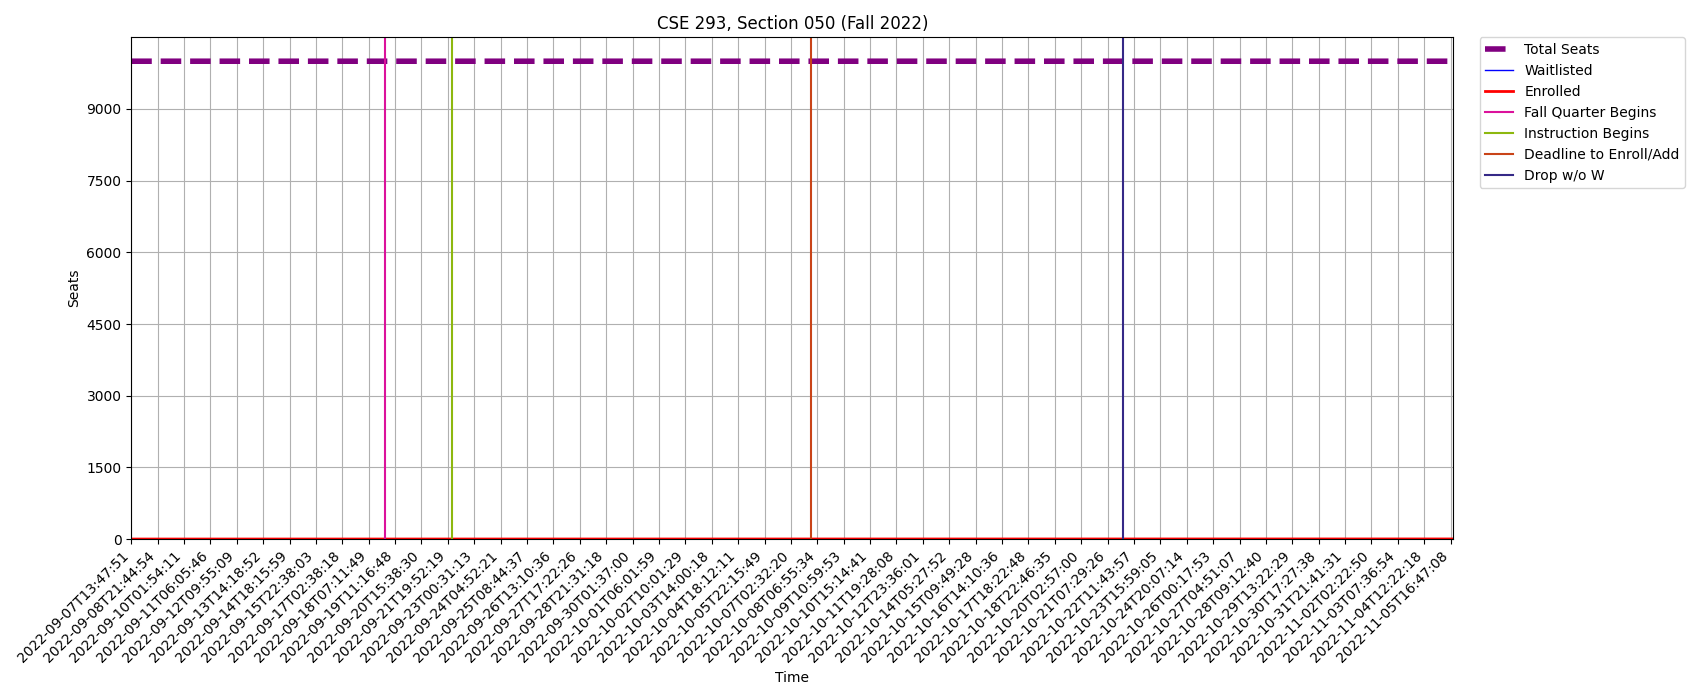 CSE 293, Section 050 (Fall 2022)
Total Seats
Waitlisted
Enrolled
Fall Quarter Begins
Instruction Begins
Deadline to Enroll/Add
Drop w/o W
Seats
9000
7500
6000
4500
3000
1500
0
2022-09-07T13:47:51
2022-09-08T21:44:54
2022-09-10T01:54:11
2022-09-11T06:05:46
2022-09-12T09:55:09
2022-09-13T14:18:52
2022-09-14T18:15:59
2022-09-15T22:38:03
2022-09-17T02:38:18
2022-09-18T07:11:49
2022-09-19T11:16:48
2022-09-20T15:38:30
2022-09-21T19:52:19
2022-09-23T00:31:13
2022-09-24T04:52:21
2022-09-25T08:44:37
2022-09-26T13:10:36
2022-09-27T17:22:26
2022-09-28T21:31:18
2022-09-30T01:37:00
2022-10-01T06:01:59
2022-10-02T10:01:29
2022-10-03T14:00:18
2022-10-04T18:12:11
2022-10-05T22:15:49
2022-10-07T02:32:20
2022-10-08T06:55:34
2022-10-09T10:59:53
2022-10-10T15:14:41
2022-10-11T19:28:08
2022-10-12T23:36:01
2022-10-14T05:27:52
2022-10-15T09:49:28
2022-10-16T14:10:36
2022-10-17T18:22:48
2022-10-18T22:46:35
2022-10-20T02:57:00
2022-10-21T07:29:26
2022-10-22T11:43:57
2022-10-23T15:59:05
2022-10-24T20:07:14
2022-10-26T00:17:53
2022-10-27T04:51:07
2022-10-28T09:12:40
2022-10-29T13:22:29
2022-10-30T17:27:38
2022-10-31T21:41:31
2022-11-02T02:22:50
2022-11-03T07:36:54
2022-11-04T12:22:18
2022-11-05T16:47:08
Time